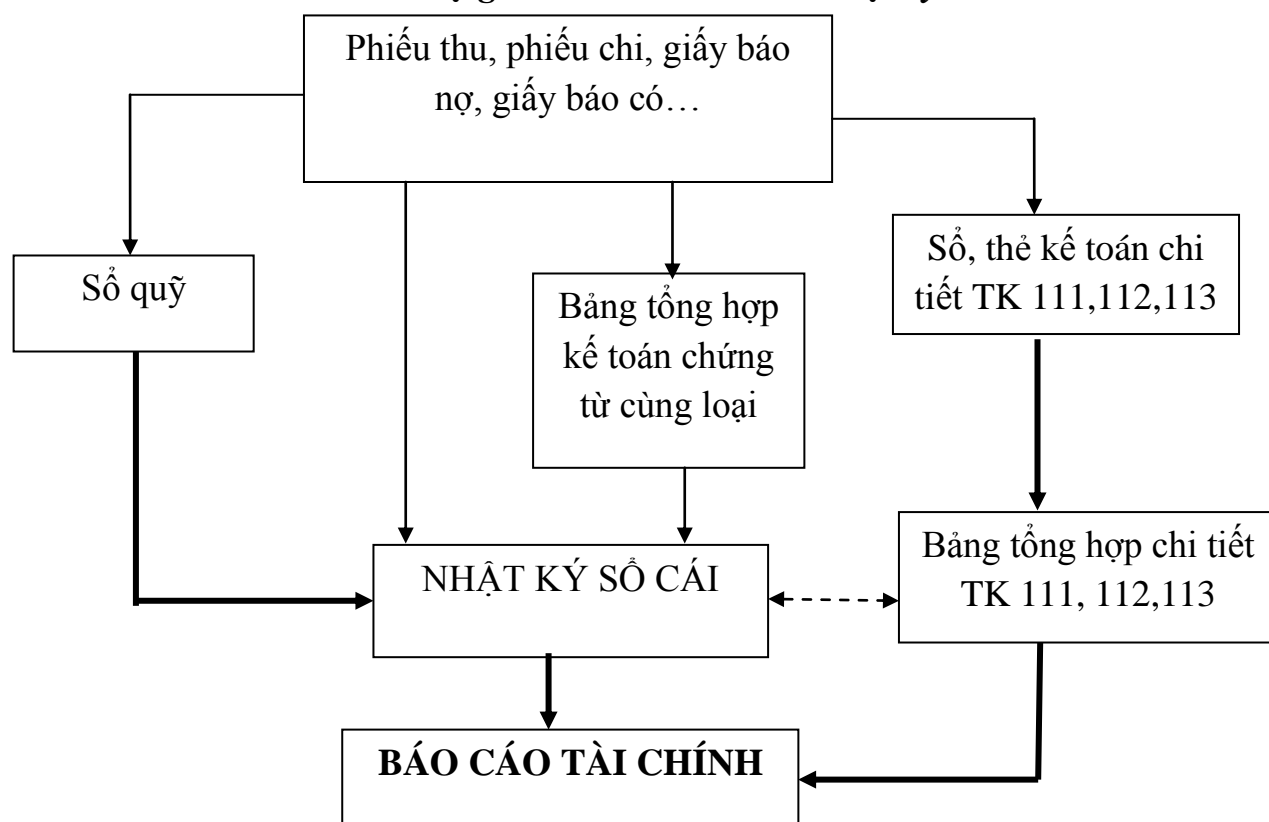 Phiếu thu, phiếu chi, giấy báo
nợ, giấy báo có…
Sổ quỹ
Bảng tổng hợp
kế toán chứng
từ cùng loại
Sổ, thẻ kế toán chi
tiết TK 111,112,113
NHẬT KÝ SỔ CÁI
Bảng tổng hợp chi tiết
TK 111, 112,113
BÁO CÁO TÀI CHÍNH